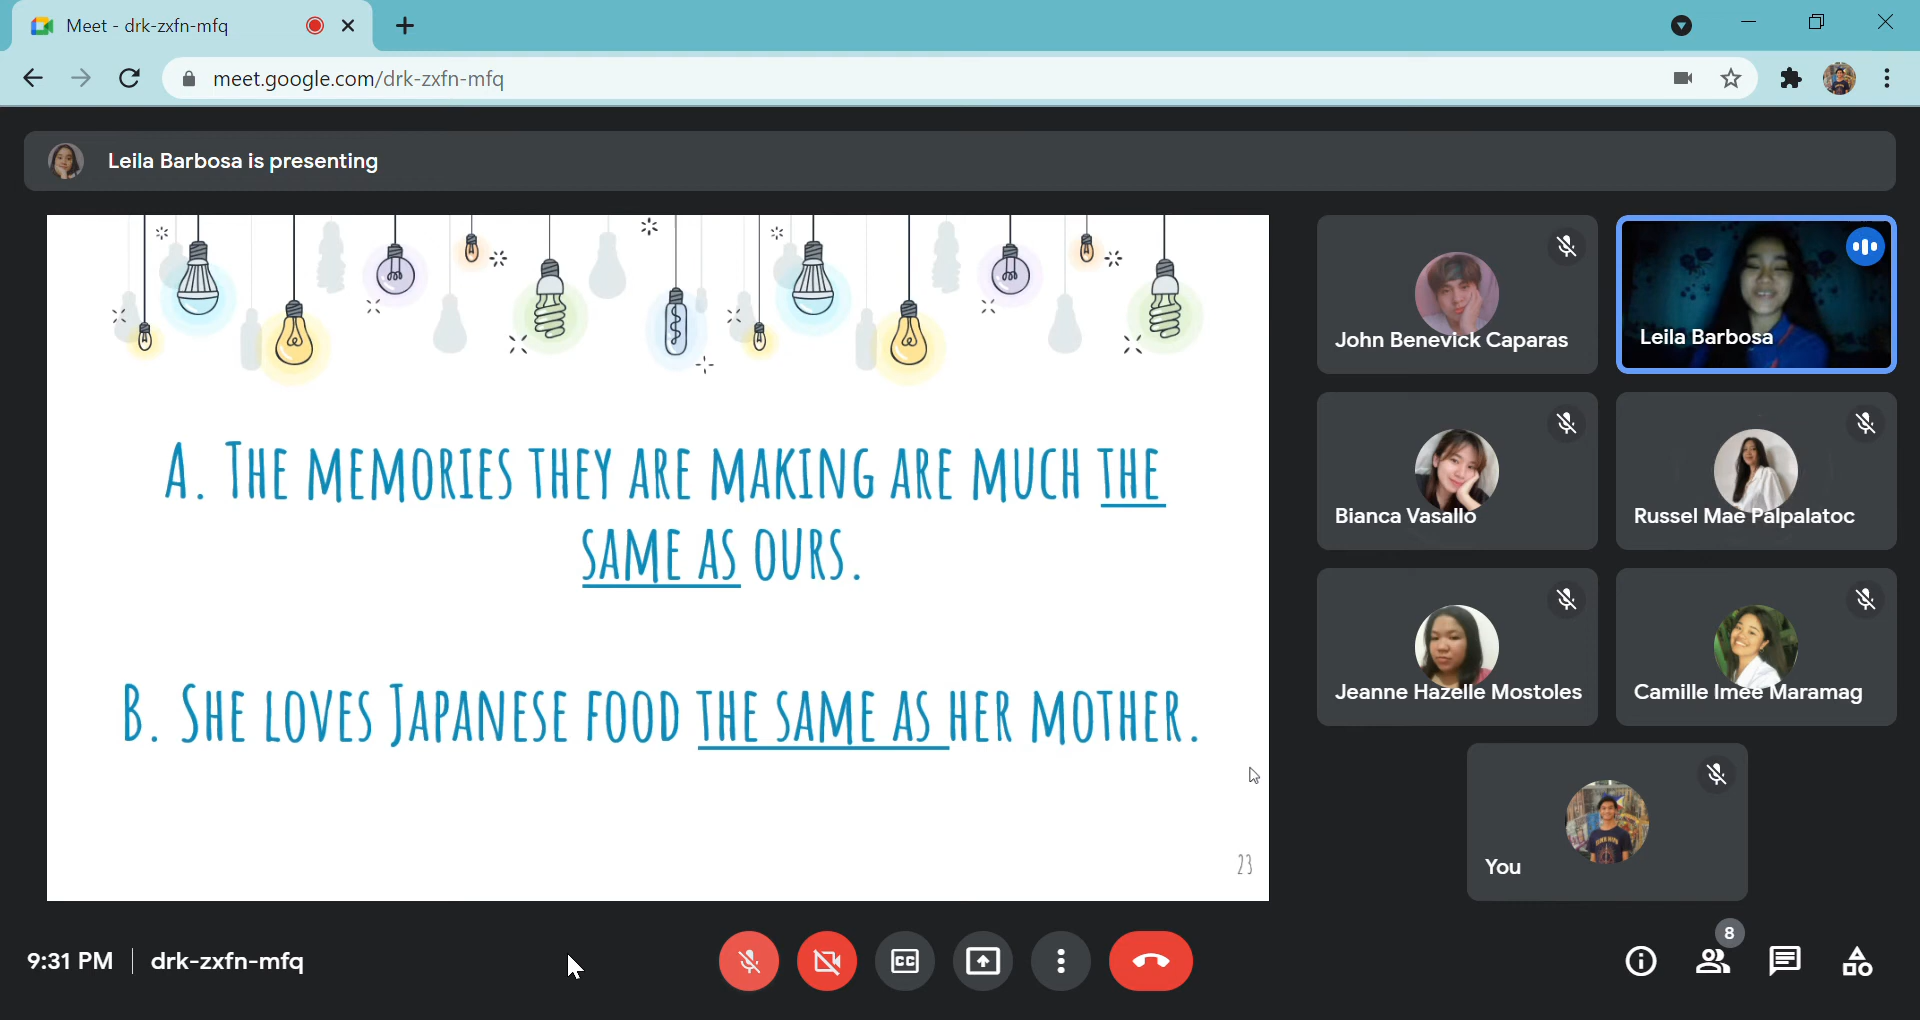 Meet - drk-zxfn-mfq
meet.google.com/drk-zxfn-mfq
Leila Barbosa is presenting
A. THE MEMORIES THEY ARE MAKING ARE MUCH THE
SAME AS OURS.
B. SHE LOVES JAPANESE FOOD THE SAME AS HER MOTHER.
23
John Benevick Caparas
Leila Barbosa
Bianca Vasallo
Russel Mae Palpalatoc
Jeanne Hazelle Mostoles
Camille Imee Maramag
You
9:31 PM
drk-zxfn-mfq
CC
8